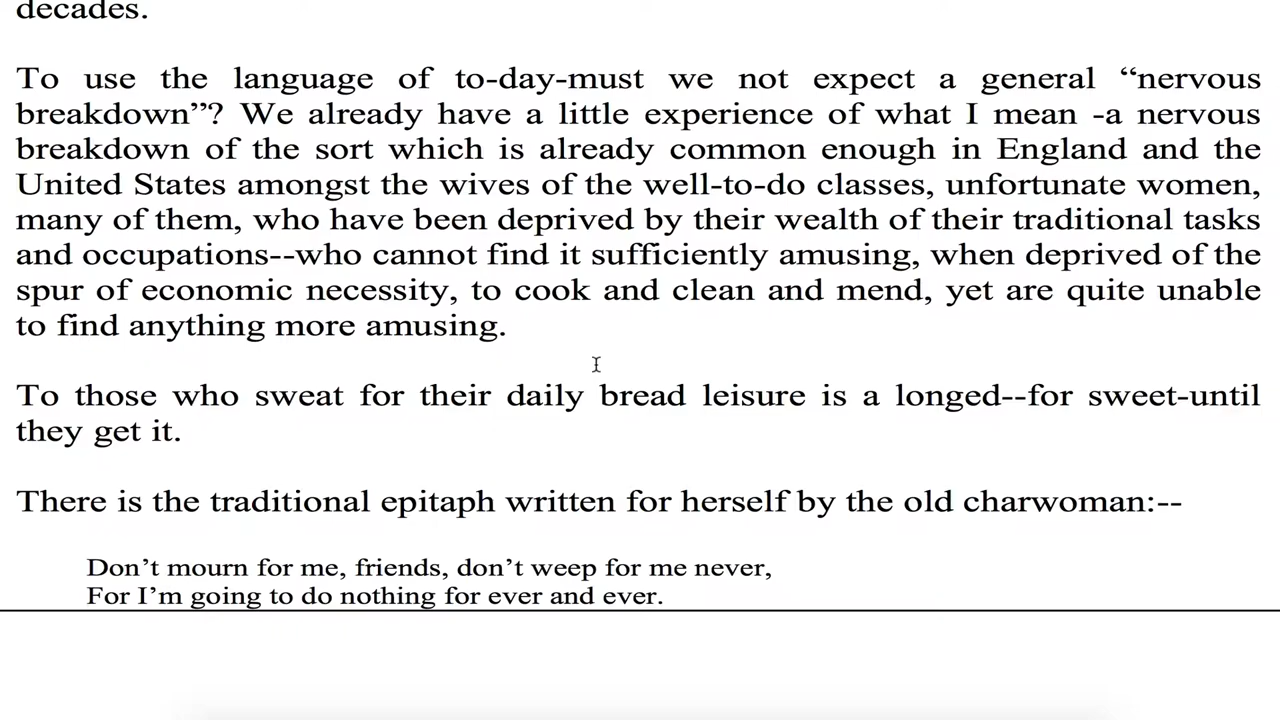 decades.
To use the language of to-day-must we not expect a general “nervous
breakdown”? We already have a little experience of what I mean -a nervous
breakdown of the sort which is already common enough in England and the
United States amongst the wives of the well-to-do classes, unfortunate women,
many of them, who have been deprived by their wealth of their traditional tasks
and occupations--who cannot find it sufficiently amusing, when deprived of the
spur of economic necessity, to cook and clean and mend, yet are quite unable
to find anything more amusing.
To those who sweat for their daily bread leisure is a longed--for sweet-until
they get it.
There is the traditional epitaph written for herself by the old charwoman:--
Don’t mourn for me, friends, don’t weep for me never,
For I’m going to do nothing for ever and ever.